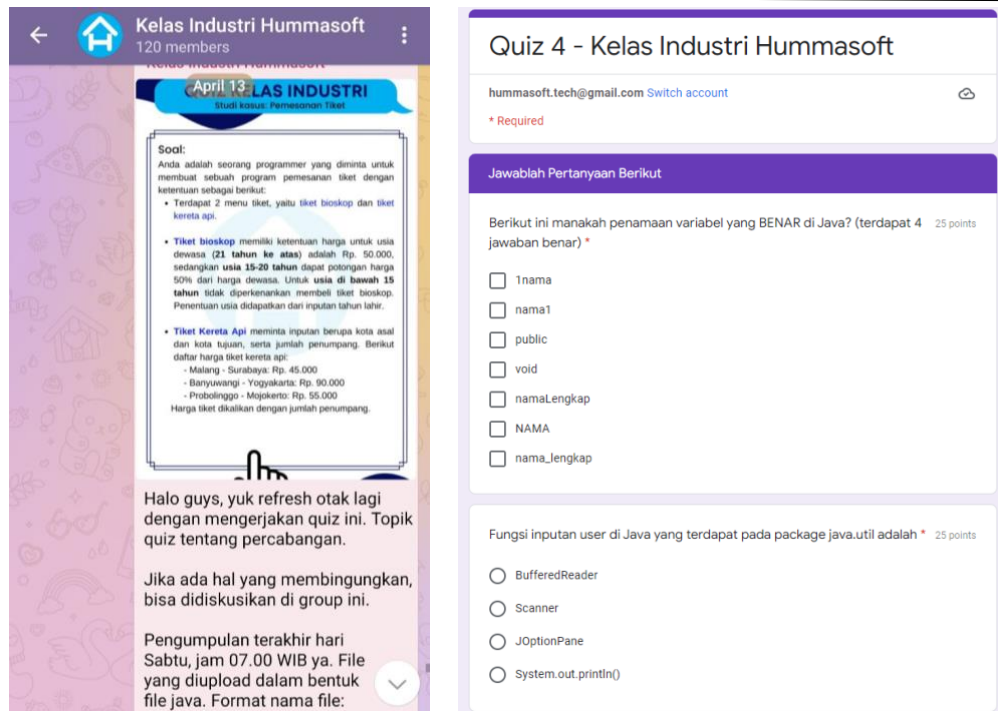 Kelas Industri Hummasoft
120 members
April 13
LAS INDUSTRI
Studi kasus: Pemesanan Tiket
Soal:
Anda adalah seorang programmer yang diminta untuk
membuat sebuah program pemesanan tiket dengan
ketentuan sebagai berikut:
• Terdapat 2 menu tiket, yaitu tiket bioskop dan tiket
kereta api.
• Tiket bioskop memiliki ketentuan harga untuk usia
dewasa (21 tahun ke atas) adalah Rp. 50.000,
sedangkan usia 15-20 tahun dapat potongan harga
50% dari harga dewasa. Untuk usia di bawah 15
tahun tidak diperkenankan membeli tiket bioskop.
Penentuan usia didapatkan dari inputan tahun lahir.
• Tiket Kereta Api meminta inputan berupa kota asal
dan kota tujuan, serta jumlah penumpang. Berikut
daftar harga tiket kereta api:
- Malang - Surabaya: Rp. 45.000
- Banyuwangi - Yogyakarta: Rp. 90.000
- Probolinggo - Mojokerto: Rp. 55.000
Harga tiket dikalikan dengan jumlah penumpang.
Halo guys, yuk refresh otak lagi
dengan mengerjakan quiz ini. Topik
quiz tentang percabangan.
Jika ada hal yang membingungkan,
bisa didiskusikan di group ini.
Pengumpulan terakhir hari
Sabtu, jam 07.00 WIB ya. File
yang diupload dalam bentuk
file java. Format nama file:
Quiz 4 - Kelas Industri Hummasoft
hummasoft.tech@gmail.com Switch account
* Required
Jawablah Pertanyaan Berikut
Berikut ini manakah penamaan variabel yang BENAR di Java? (terdapat 4 25 points
jawaban benar) *
1nama
nama1
public
void
namaLengkap
NAMA
nama_lengkap
Fungsi inputan user di Java yang terdapat pada package java.util adalah * 25 points
BufferedReader
Scanner
JOptionPane
System.out.println()